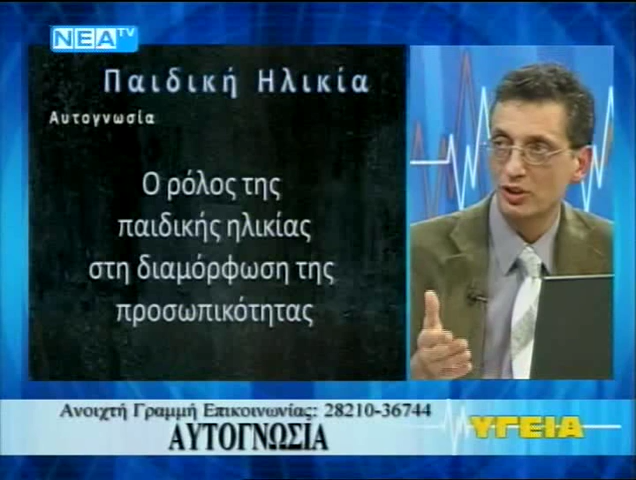 NEA TV
Παιδική Ηλικία
Αυτογνωσία
Ο ρόλος της
παιδικής ηλικίας
στη διαμόρφωση της
προσωπικότητας
Ανοιχτή Γραμμή Επικοινωνίας: 28210-36744
ΑΥΤΟΓΝΩΣΙΑ
ΥΓΕΙΑ